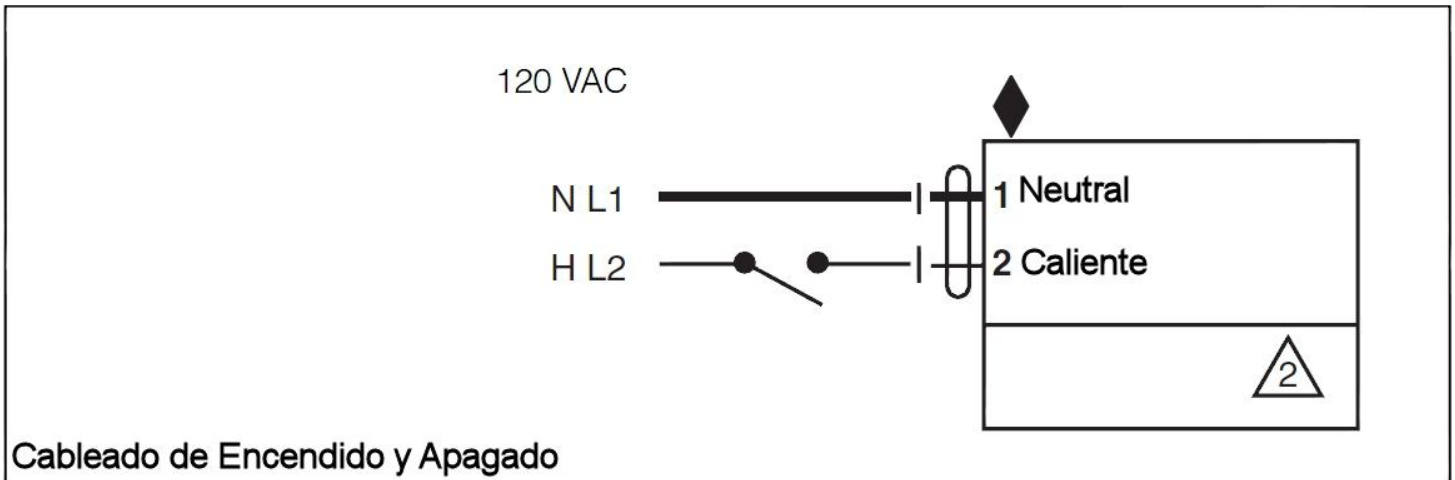 120 VAC
N L1
1 Neutral
H L2
2 Caliente
2
Cableado de Encendido y Apagado